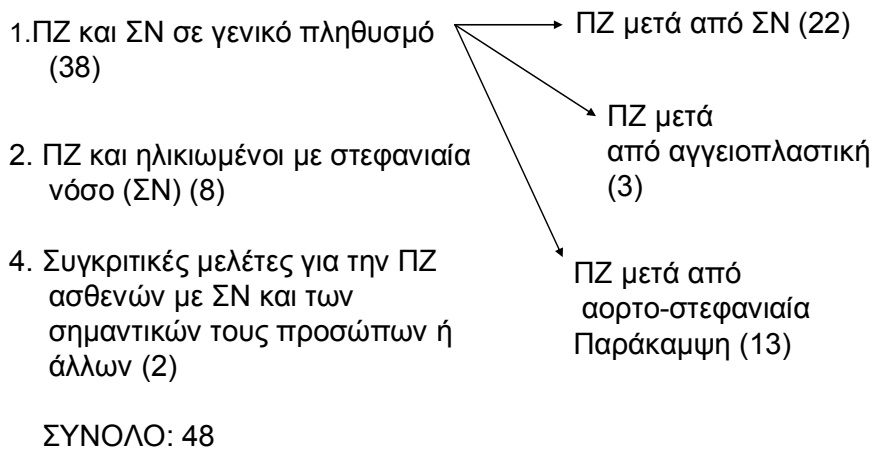 1.ΠΖ και ΣΝ σε γενικό πληθυσμό
(38)
2. ΠΖ και ηλικιωμένοι με στεφανιαία
νόσο (ΣΝ) (8)
4. Συγκριτικές μελέτες για την ΠΖ
ασθενών με ΣΝ και των
σημαντικών τους προσώπων ή
άλλων (2)
ΣΥΝΟΛΟ: 48
ΠΖ μετά από ΣΝ (22)
ΠΖ μετά
από αγγειοπλαστική
(3)
ΠΖ μετά από
αορτο-στεφανιαία
Παράκαμψη (13)